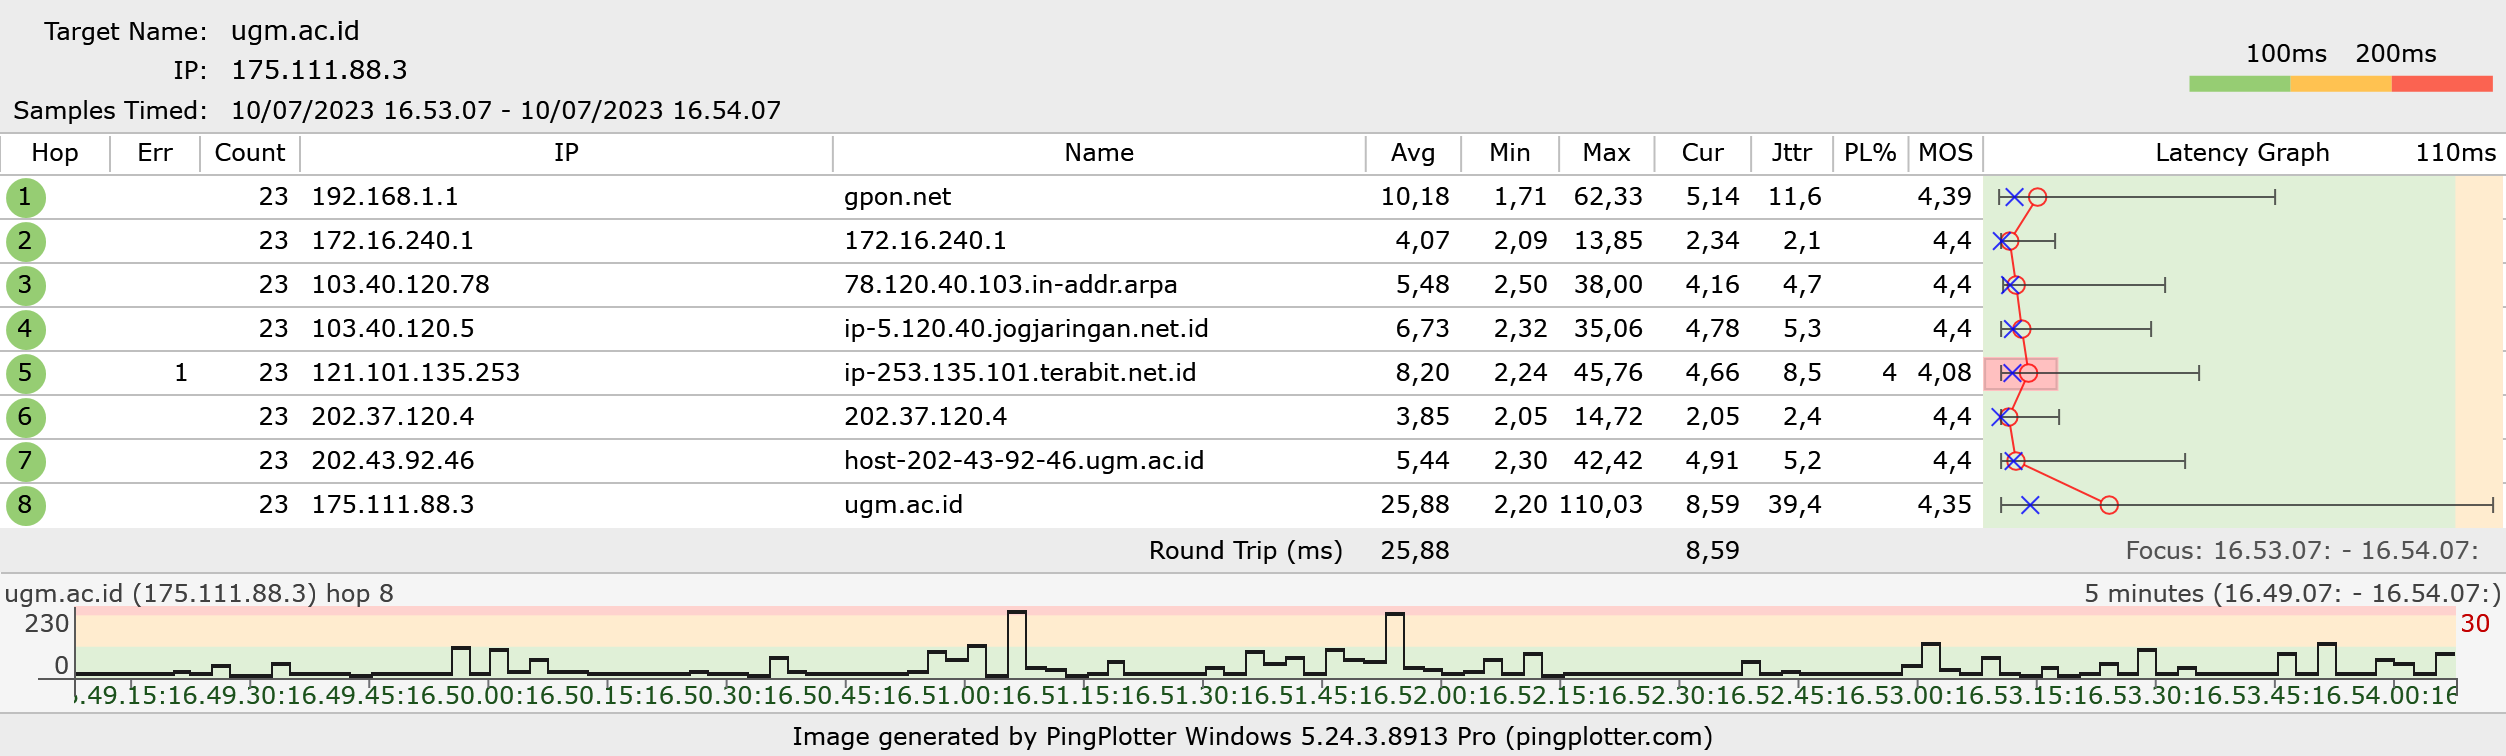 Target Name: ugm.ac.id
IP: 175.111.88.3
Samples Timed: 10/07/2023 16.53.07 - 10/07/2023 16.54.07
100ms 200ms
Hop Err Count IP Name Avg Min Max Cur Jttr PL% MOS Latency Graph 110ms
1 23 192.168.1.1 gpon.net 10,18 1,71 62,33 5,14 11,6 4,39
2 23 172.16.240.1 172.16.240.1 4,07 2,09 13,85 2,34 2,1 4,4
3 23 103.40.120.78 78.120.40.103.in-addr.arpa 5,48 2,50 38,00 4,16 4,7 4,4
4 23 103.40.120.5 ip-5.120.40.jogjaringan.net.id 6,73 2,32 35,06 4,78 5,3 4,4
5 1 23 121.101.135.253 ip-253.135.101.terabit.net.id 8,20 2,24 45,76 4,66 8,5 4 4,08
6 23 202.37.120.4 202.37.120.4 3,85 2,05 14,72 2,05 2,4 4,4
7 23 202.43.92.46 host-202-43-92-46.ugm.ac.id 5,44 2,30 42,42 4,91 5,2 4,4
8 23 175.111.88.3 ugm.ac.id 25,88 2,20 110,03 8,59 39,4 4,35
Round Trip (ms) 25,88 8,59 Focus: 16.53.07: - 16.54.07:
ugm.ac.id (175.111.88.3) hop 8 5 minutes (16.49.07: - 16.54.07:)
230 30
0
.49.15:16.49.30:16.49.45:16.50.00:16.50.15:16.50.30:16.50.45:16.51.00:16.51.15:16.51.30:16.51.45:16.52.00:16.52.15:16.52.30:16.52.45:16.53.00:16.53.15:16.53.30:16.53.45:16.54.00:16
Image generated by PingPlotter Windows 5.24.3.8913 Pro (pingplotter.com)